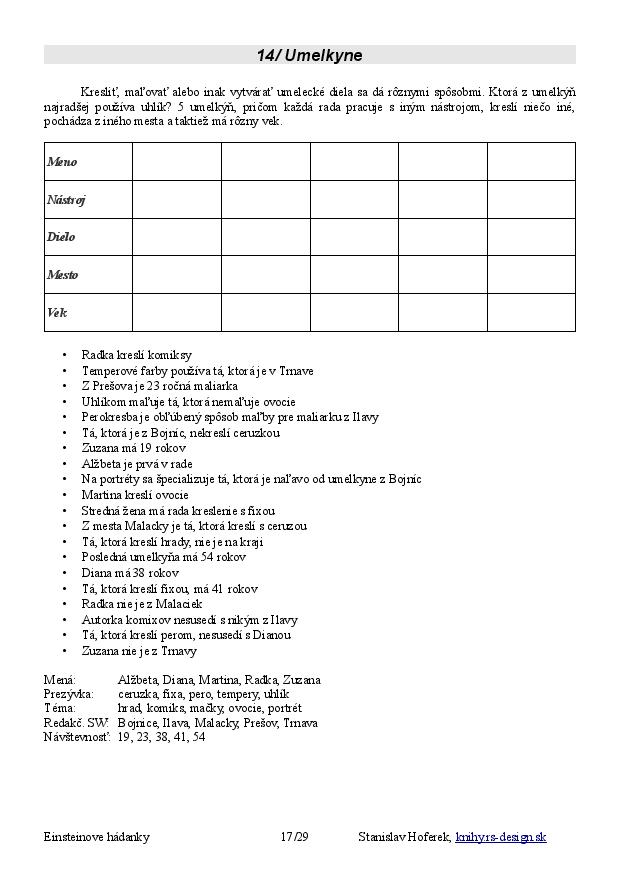 14/ Umelkyne
Kresliť, maľovať alebo inak vytvárať umelecké diela sa dá rôznymi spôsobmi. Ktorá z umelkýň
najradšej používa uhlík? 5 umelkýň, pričom každá rada pracuje s iným nástrojom, kreslí niečo iné,
pochádza z iného mesta a taktiež má rôzny vek.
Meno
Nástroj
Dielo
Mesto
Vek
• Radka kreslí komiksy
• Temperové farby používa tá, ktorá je v Trnave
• Z Prešova je 23 ročná maliarka
• Uhlíkom maľuje tá, ktorá nemaľuje ovocie
• Perokresba je obľúbený spôsob maľby pre maliarku z Ilavy
• Tá, ktorá je z Bojníc, nekreslí ceruzkou
• Zuzana má 19 rokov
• Alžbeta je prvá v rade
• Na portréty sa špecializuje tá, ktorá je naľavo od umelkyne z Bojníc
• Martina kreslí ovocie
• Stredná žena má rada kreslenie s fixou
• Z mesta Malacky je tá, ktorá kreslí s ceruzou
• Tá, ktorá kreslí hrady, nie je na kraji
• Posledná umelkyňa má 54 rokov
• Diana má 38 rokov
• Tá, ktorá kreslí fixou, má 41 rokov
• Radka nie je z Malaciek
• Autorka komixov nesusedí s nikým z Ilavy
• Tá, ktorá kreslí perom, nesusedí s Dianou
• Zuzana nie je z Trnavy
Mená: Alžbeta, Diana, Martina, Radka, Zuzana
Prezývka: ceruzka, fixa, pero, tempery, uhlík
Téma: hrad, komiks, mačky, ovocie, portrét
Redakč. SW: Bojnice, Ilava, Malacky, Prešov, Trnava
Návštevnosť: 19, 23, 38, 41, 54
Einsteinove hádanky 17/29 Stanislav Hoferek, knihy.rs-design.sk